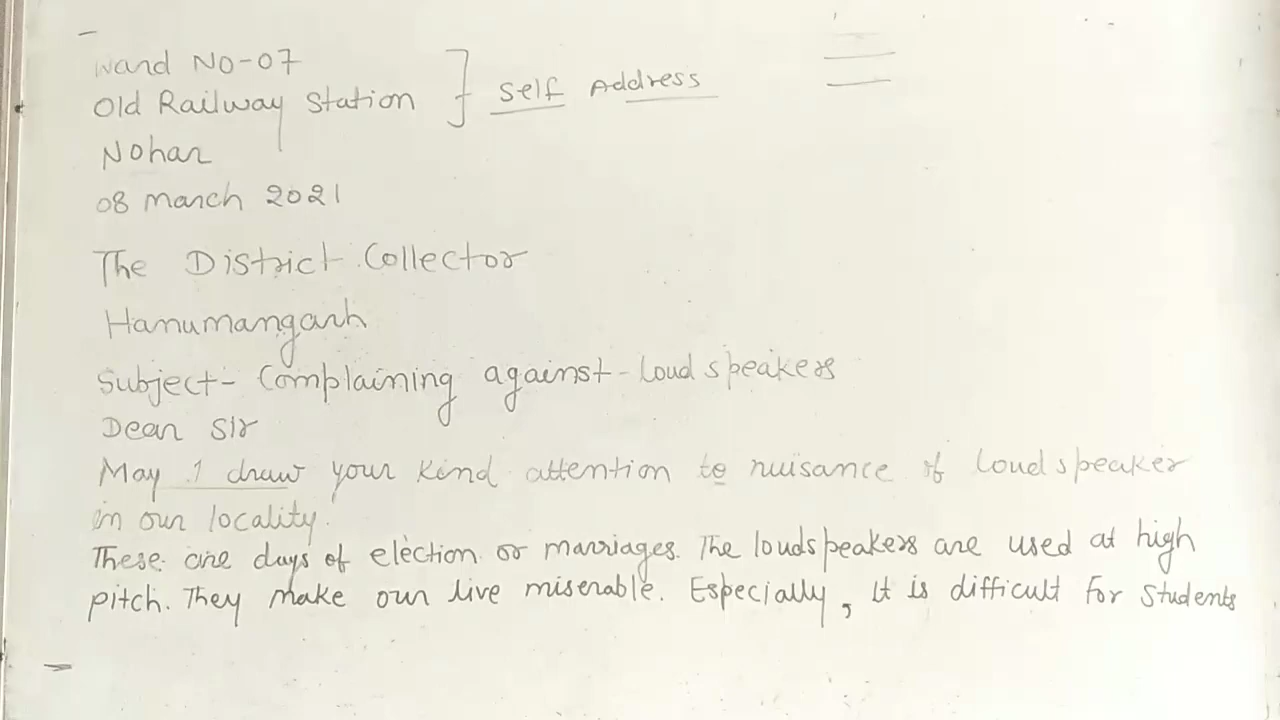 Ward No-07
Old Railway Station
Self Address
Nohar
08 march 2021
The District Collector
Hanumangarh
Subject- Complaining against loudspeakers
Dear Sir
May I draw your kind attention to nuisance of loudspeaker
in our locality.
These are days of election or marriages. The loudspeakers are used at high
pitch. They make our live miserable. Especially, it is difficult for students